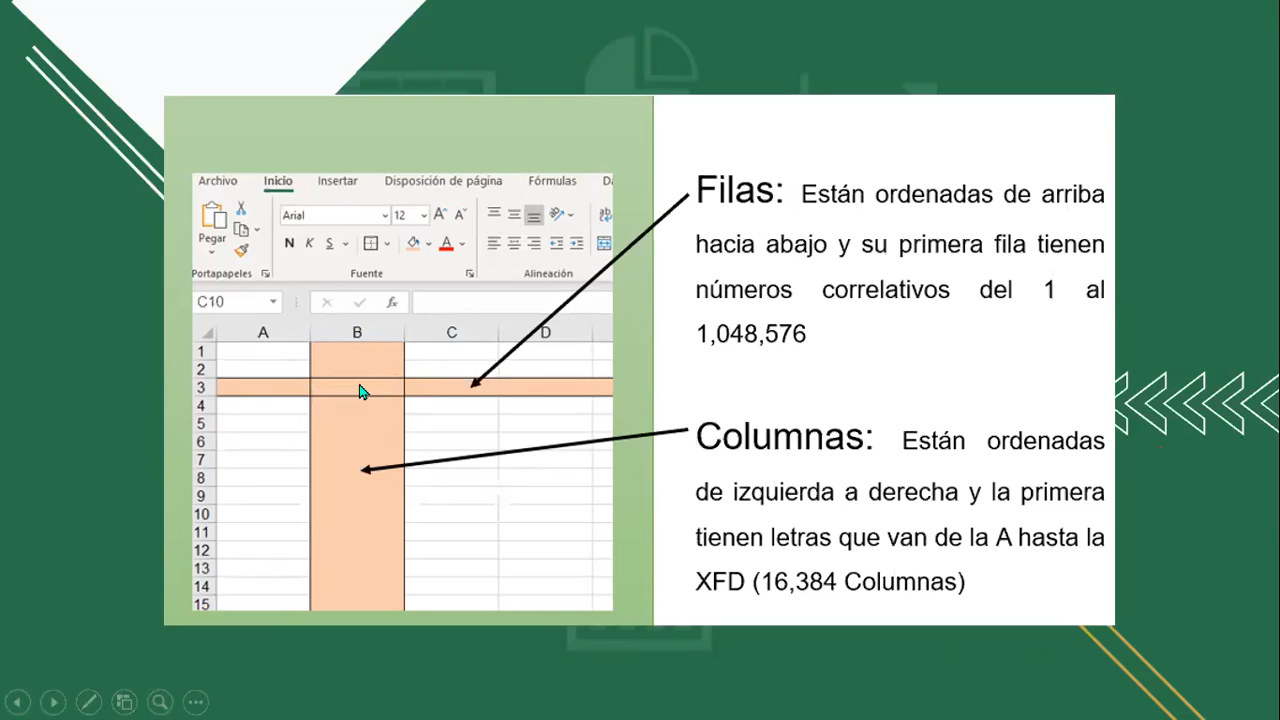 Archivo Inicio Insertar Disposición de página Fórmulas Da
Arial 12 A A
Pegar N K S A
Portapapeles Fuente Alineación
C10 fx
A B C D
1
2
3
4
5
6
7
8
9
10
11
12
13
14
15
Filas: Están ordenadas de arriba
hacia abajo y su primera fila tienen
números correlativos del 1 al
1,048,576
Columnas: Están ordenadas
de izquierda a derecha y la primera
tienen letras que van de la A hasta la
XFD (16,384 Columnas)